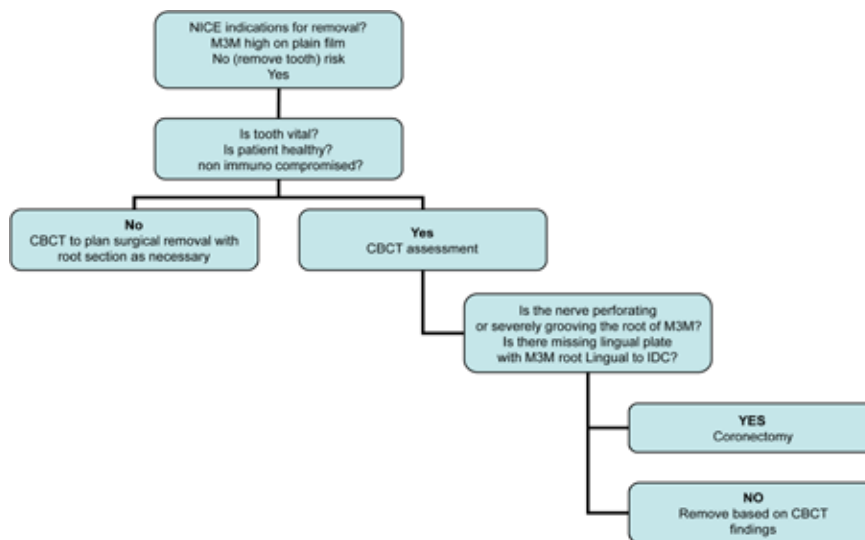 NICE indications for removal?
M3M high on plain film
No (remove tooth) risk
Yes
Is tooth vital?
Is patient healthy?
non immuno compromised?
No
CBCT to plan surgical removal with
root section as necessary
Yes
CBCT assessment
Is the nerve perforating
or severely grooving the root of M3M?
Is there missing lingual plate
with M3M root Lingual to IDC?
YES
Coronectomy
NO
Remove based on CBCT
findings